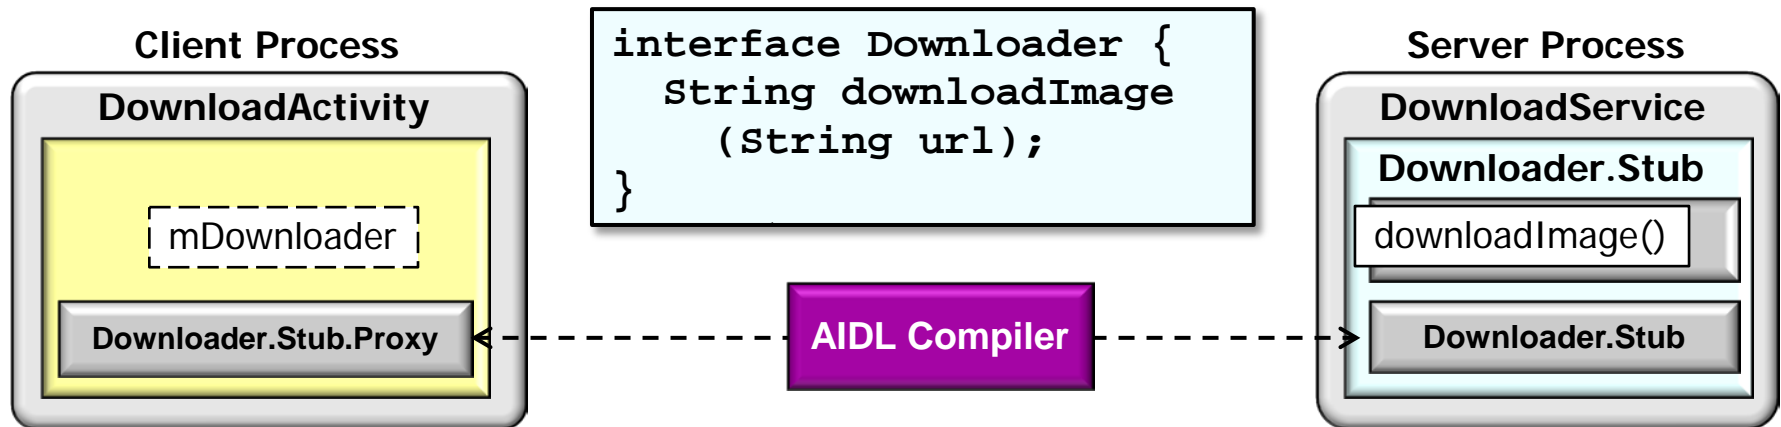 Client Process
DownloadActivity
mDownloader
Downloader.Stub.Proxy
interface Downloader {
String downloadImage
(String url);
}
AIDL Compiler
Server Process
DownloadService
Downloader.Stub
downloadImage()
Downloader.Stub